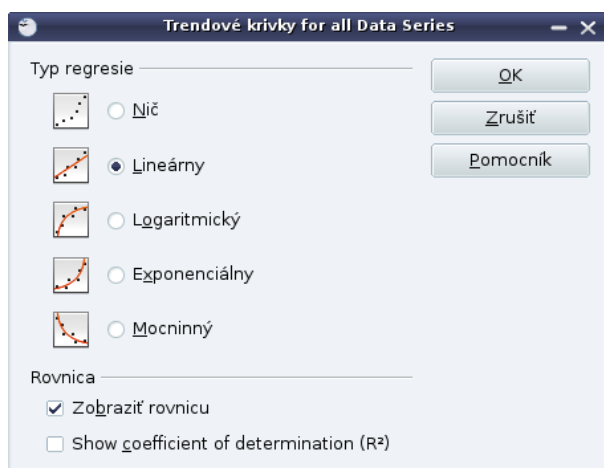 Trendové krivky for all Data Series
Typ regresie
Nič
Lineárny
Logaritmický
Exponenciálny
Mocninný
OK
Zrušiť
Pomocník
Rovnica
Zobraziť rovnicu
Show coefficient of determination (R²)